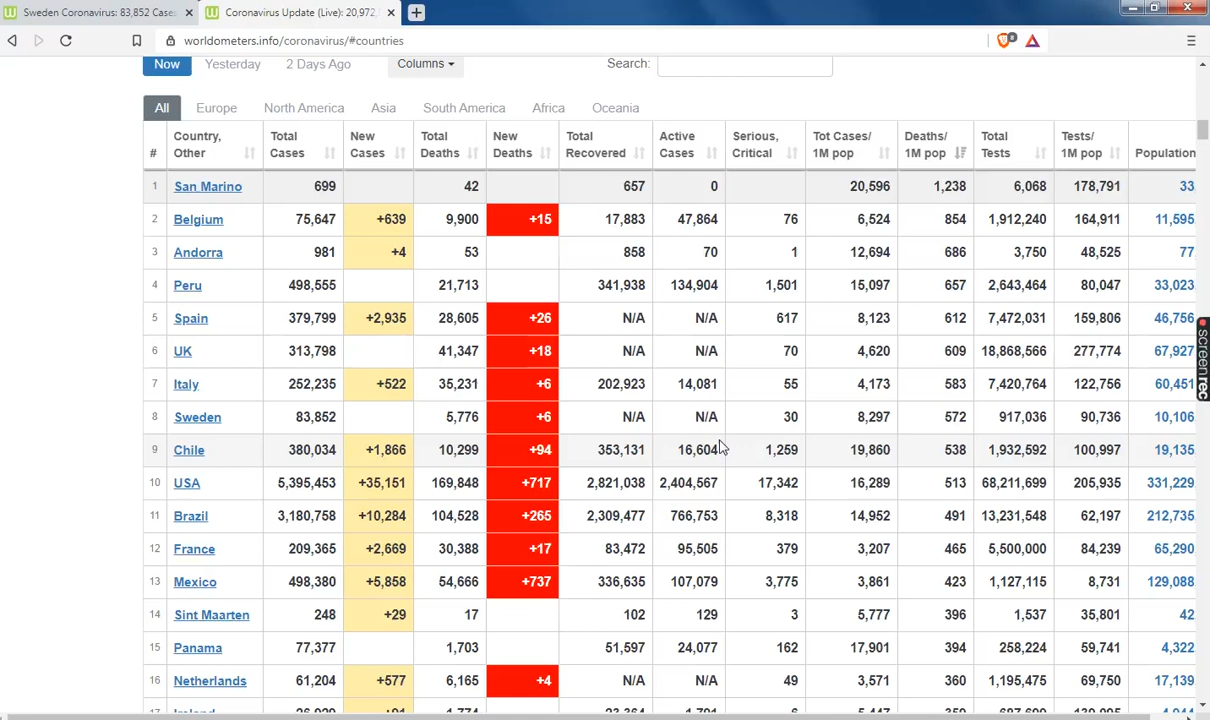 Sweden Coronavirus: 83,852 Cases
Coronavirus Update (Live): 20,972,
worldometers.info/coronavirus/#countries
Now Yesterday 2 Days Ago Columns Search:
All Europe North America Asia South America Africa Oceania
# Country, Other Total Cases New Cases Total Deaths New Deaths Total Recovered Active Cases Serious, Critical Tot Cases/ 1M pop Deaths/ 1M pop Total Tests Tests/ 1M pop Population
1 San Marino 699 42 657 0 20,596 1,238 6,068 178,791 33,
2 Belgium 75,647 +639 9,900 +15 17,883 47,864 76 6,524 854 1,912,240 164,911 11,595
3 Andorra 981 +4 53 858 70 1 12,694 686 3,750 48,525 77
4 Peru 498,555 21,713 341,938 134,904 1,501 15,097 657 2,643,464 80,047 33,023
5 Spain 379,799 +2,935 28,605 +26 N/A N/A 617 8,123 612 7,472,031 159,806 46,756
6 UK 313,798 41,347 +18 N/A N/A 70 4,620 609 18,868,566 277,774 67,927
7 Italy 252,235 +522 35,231 +6 202,923 14,081 55 4,173 583 7,420,764 122,756 60,451
8 Sweden 83,852 5,776 +6 N/A N/A 30 8,297 572 917,036 90,736 10,106
9 Chile 380,034 +1,866 10,299 +94 353,131 16,604 1,259 19,860 538 1,932,592 100,997 19,135
10 USA 5,395,453 +35,151 169,848 +717 2,821,038 2,404,567 17,342 16,289 513 68,211,699 205,935 331,229
11 Brazil 3,180,758 +10,284 104,528 +265 2,309,477 766,753 8,318 14,952 491 13,231,548 62,197 212,735
12 France 209,365 +2,669 30,388 +17 83,472 95,505 379 3,207 465 5,500,000 84,239 65,290
13 Mexico 498,380 +5,858 54,666 +737 336,635 107,079 3,775 3,861 423 1,127,115 8,731 129,088
14 Sint Maarten 248 +29 17 102 129 3 5,777 396 1,537 35,801 42
15 Panama 77,377 1,703 51,597 24,077 162 17,901 394 258,224 59,741 4,322
16 Netherlands 61,204 +577 6,165 +4 N/A N/A 49 3,571 360 1,195,475 69,750 17,139
screenrec